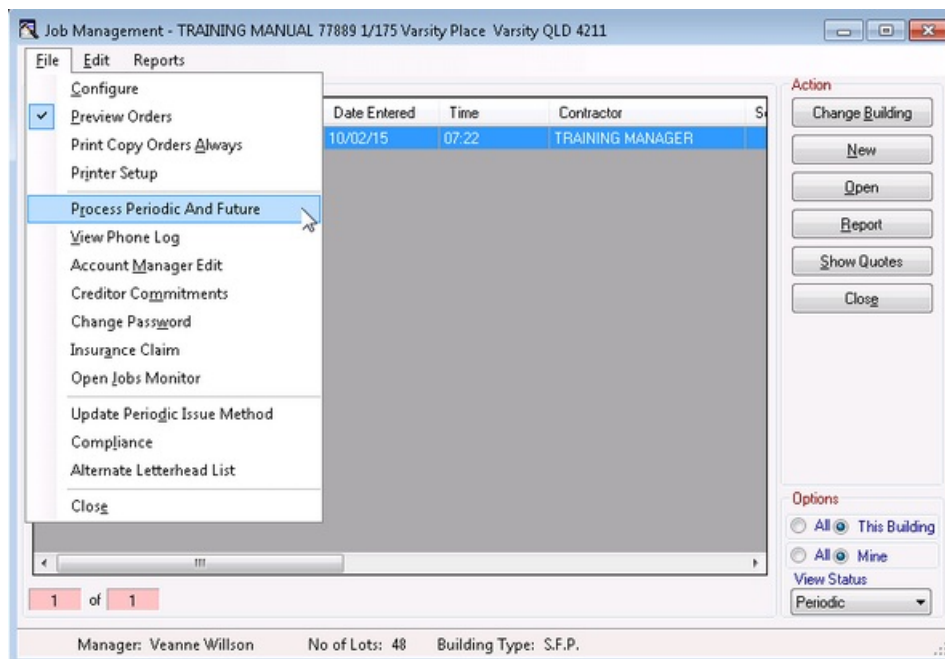 Job Management - TRAINING MANUAL 77889 1/175 Varsity Place Varsity QLD 4211
File Edit Reports
Configure
Preview Orders
Print Copy Orders Always
Printer Setup
Process Periodic And Future
View Phone Log
Account Manager Edit
Creditor Commitments
Change Password
Insurance Claim
Open Jobs Monitor
Update Periodic Issue Method
Compliance
Alternate Letterhead List
Close
Date Entered Time Contractor
10/02/15 07:22 TRAINING MANAGER
Action
Change Building
New
Open
Report
Show Quotes
Close
Options
All This Building
All Mine
View Status
Periodic
1 of 1
Manager: Veanne Willson No of Lots: 48 Building Type: S.F.P.